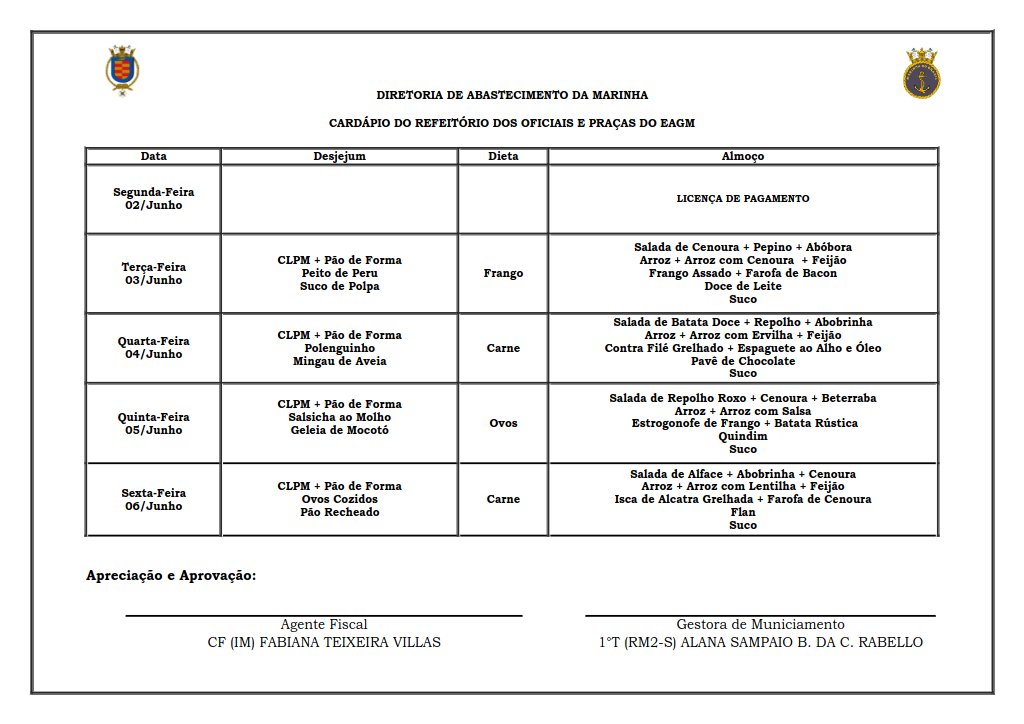 DIRETORIA DE ABASTECIMENTO DA MARINHA
CARDÁPIO DO REFEITÓRIO DOS OFICIAIS E PRAÇAS DO EAGM
Data Desjejum Dieta Almoço
Segunda-Feira
02/Junho
LICENÇA DE PAGAMENTO
Terça-Feira
03/Junho
CLPM + Pão de Forma
Peito de Peru
Suco de Polpa
Frango
Salada de Cenoura + Pepino + Abóbora
Arroz + Arroz com Cenoura + Feijão
Frango Assado + Farofa de Bacon
Doce de Leite
Suco
Quarta-Feira
04/Junho
CLPM + Pão de Forma
Polenguinho
Mingau de Aveia
Carne
Salada de Batata Doce + Repolho + Abobrinha
Arroz + Arroz com Ervilha + Feijão
Contra Filé Grelhado + Espaguete ao Alho e Óleo
Pavê de Chocolate
Suco
Quinta-Feira
05/Junho
CLPM + Pão de Forma
Salsicha ao Molho
Geleia de Mocotó
Ovos
Salada de Repolho Roxo + Cenoura + Beterraba
Arroz + Arroz com Salsa
Estrogonofe de Frango + Batata Rústica
Quindim
Suco
Sexta-Feira
06/Junho
CLPM + Pão de Forma
Ovos Cozidos
Pão Recheado
Carne
Salada de Alface + Abobrinha + Cenoura
Arroz + Arroz com Lentilha + Feijão
Isca de Alcatra Grelhada + Farofa de Cenoura
Flan
Suco
Apreciação e Aprovação:
Agente Fiscal
CF (IM) FABIANA TEIXEIRA VILLAS
Gestora de Municiamento
1°T (RM2-S) ALANA SAMPAIO B. DA C. RABELLO